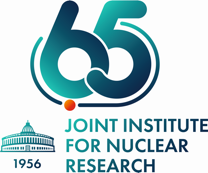 65
JOINT INSTITUTE
FOR NUCLEAR
1956
RESEARCH